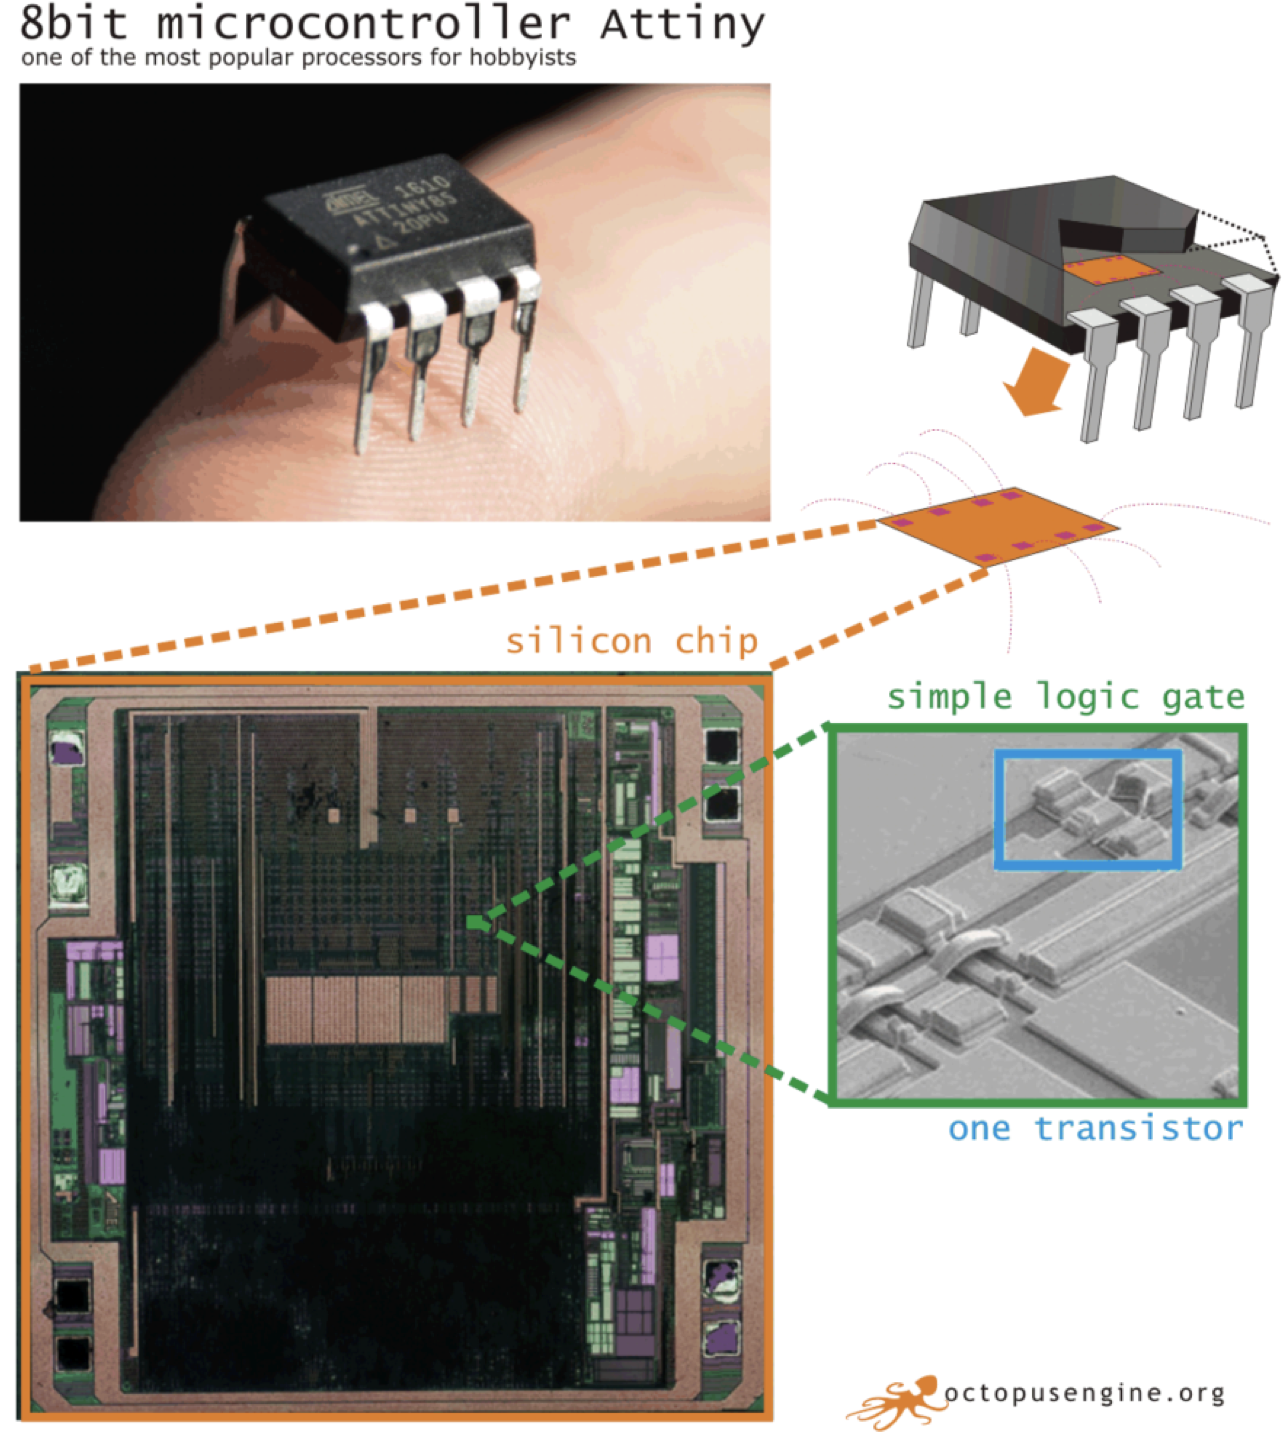 8bit microcontroller Attiny
one of the most popular processors for hobbyists
ATMEL 1610
ATTINY85
20PU
silicon chip
simple logic gate
one transistor
octopusengine.org